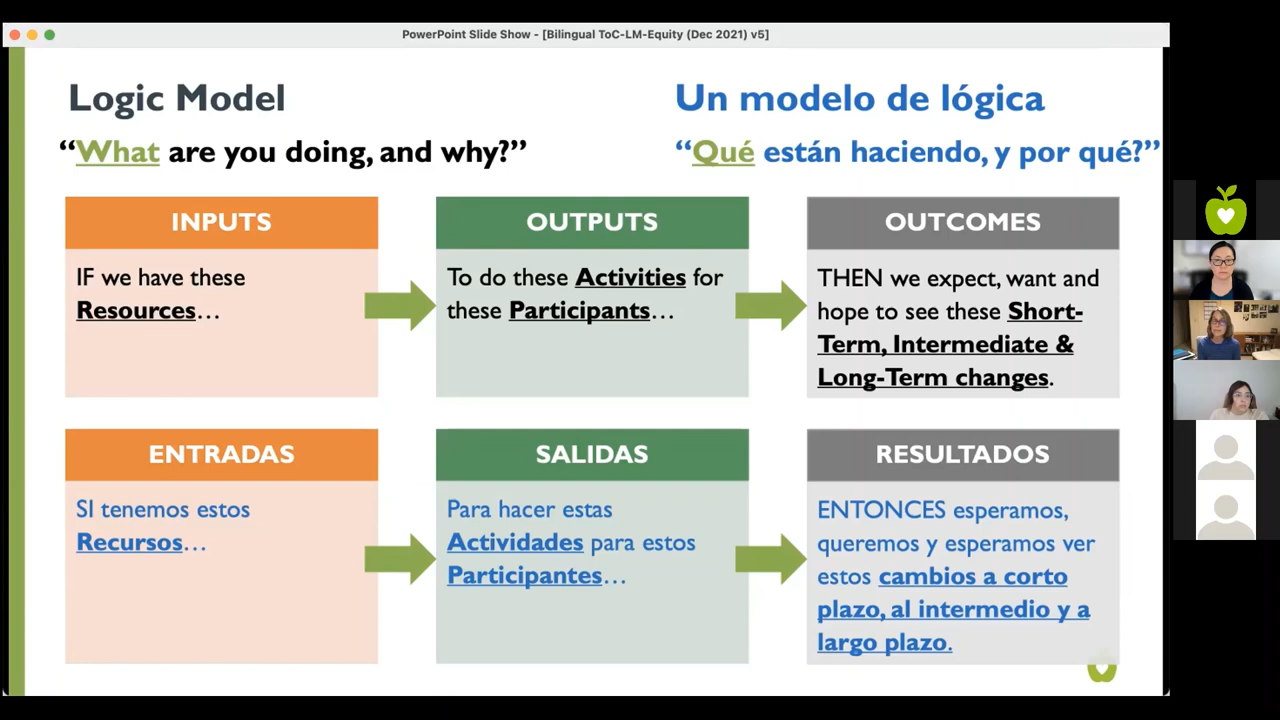 PowerPoint Slide Show - [Bilingual ToC-LM-Equity (Dec 2021) v5]
Logic Model
“What are you doing, and why?”
Un modelo de lógica
“Qué están haciendo, y por qué?”
INPUTS
IF we have these
Resources…
OUTPUTS
To do these Activities for
these Participants…
OUTCOMES
THEN we expect, want and
hope to see these Short-
Term, Intermediate &
Long-Term changes.
ENTRADAS
SI tenemos estos
Recursos…
SALIDAS
Para hacer estas
Actividades para estos
Participantes…
RESULTADOS
ENTONCES esperamos,
queremos y esperamos ver
estos cambios a corto
plazo, al intermedio y a
largo plazo.